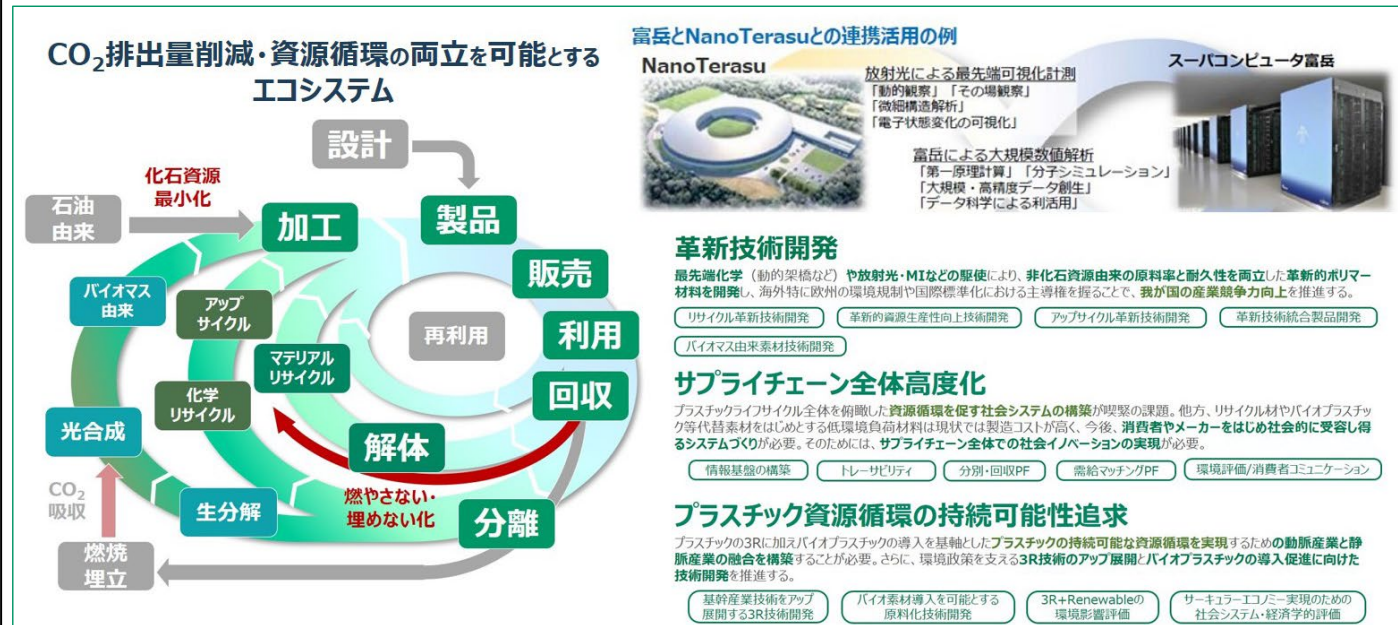 CO₂排出量削減・資源循環の両立を可能とする
エコシステム
設計
化石資源
最小化
石油
由来
加工
製品
販売
利用
回収
再利用
バイオマス
由来
アップ
サイクル
マテリアル
リサイクル
化学
リサイクル
光合成
解体
燃やさない・
埋めない化
分離
生分解
CO₂
吸収
燃焼
埋立
富岳とNanoTerasuとの連携活用の例
NanoTerasu
放射光による最先端可視化計測
「動的観察」「その場観察」
「微細構造解析」
「電子状態変化の可視化」
スーパコンピュータ富岳
富岳による大規模数値解析
「第一原理計算」「分子シミュレーション」
「大規模・高精度データ創生」
「データ科学による利活用」
革新技術開発
最先端化学（動的架橋など）や放射光・MIなどの駆使により、非化石資源由来の原料率と耐久性を両立した革新的ポリマー
材料を開発し、海外特に欧州の環境規制や国際標準化における主導権を握ることで、我が国の産業競争力向上を推進する。
リサイクル革新技術開発
革新的資源生産性向上技術開発
アップサイクル革新技術開発
革新技術統合製品開発
バイオマス由来素材技術開発
サプライチェーン全体高度化
プラスチックライフサイクル全体を俯瞰した資源循環を促す社会システムの構築が喫緊の課題。他方、リサイクル材やバイオプラスチッ
ク等代替素材をはじめとする低環境負荷材料は現状では製造コストが高く、今後、消費者やメーカーをはじめ社会的に受容し得
るシステムづくりが必要。そのためには、サプライチェーン全体での社会イノベーションの実現が必要。
情報基盤の構築
トレーサビリティ
分別・回収PF
需給マッチングPF
環境評価/消費者コミュニケーション
プラスチック資源循環の持続可能性追求
プラスチックの3Rに加えバイオプラスチックの導入を基軸としたプラスチックの持続可能な資源循環を実現するための動脈産業と静
脈産業の融合を構築することが必要。さらに、環境政策を支える3R技術のアップ展開とバイオプラスチックの導入促進に向けた
技術開発を推進する。
基幹産業技術をアップ
展開する3R技術開発
バイオ素材導入を可能とする
原料化技術開発
3R+Renewableの
環境影響評価
サーキュラーエコノミー実現のための
社会システム・経済学的評価